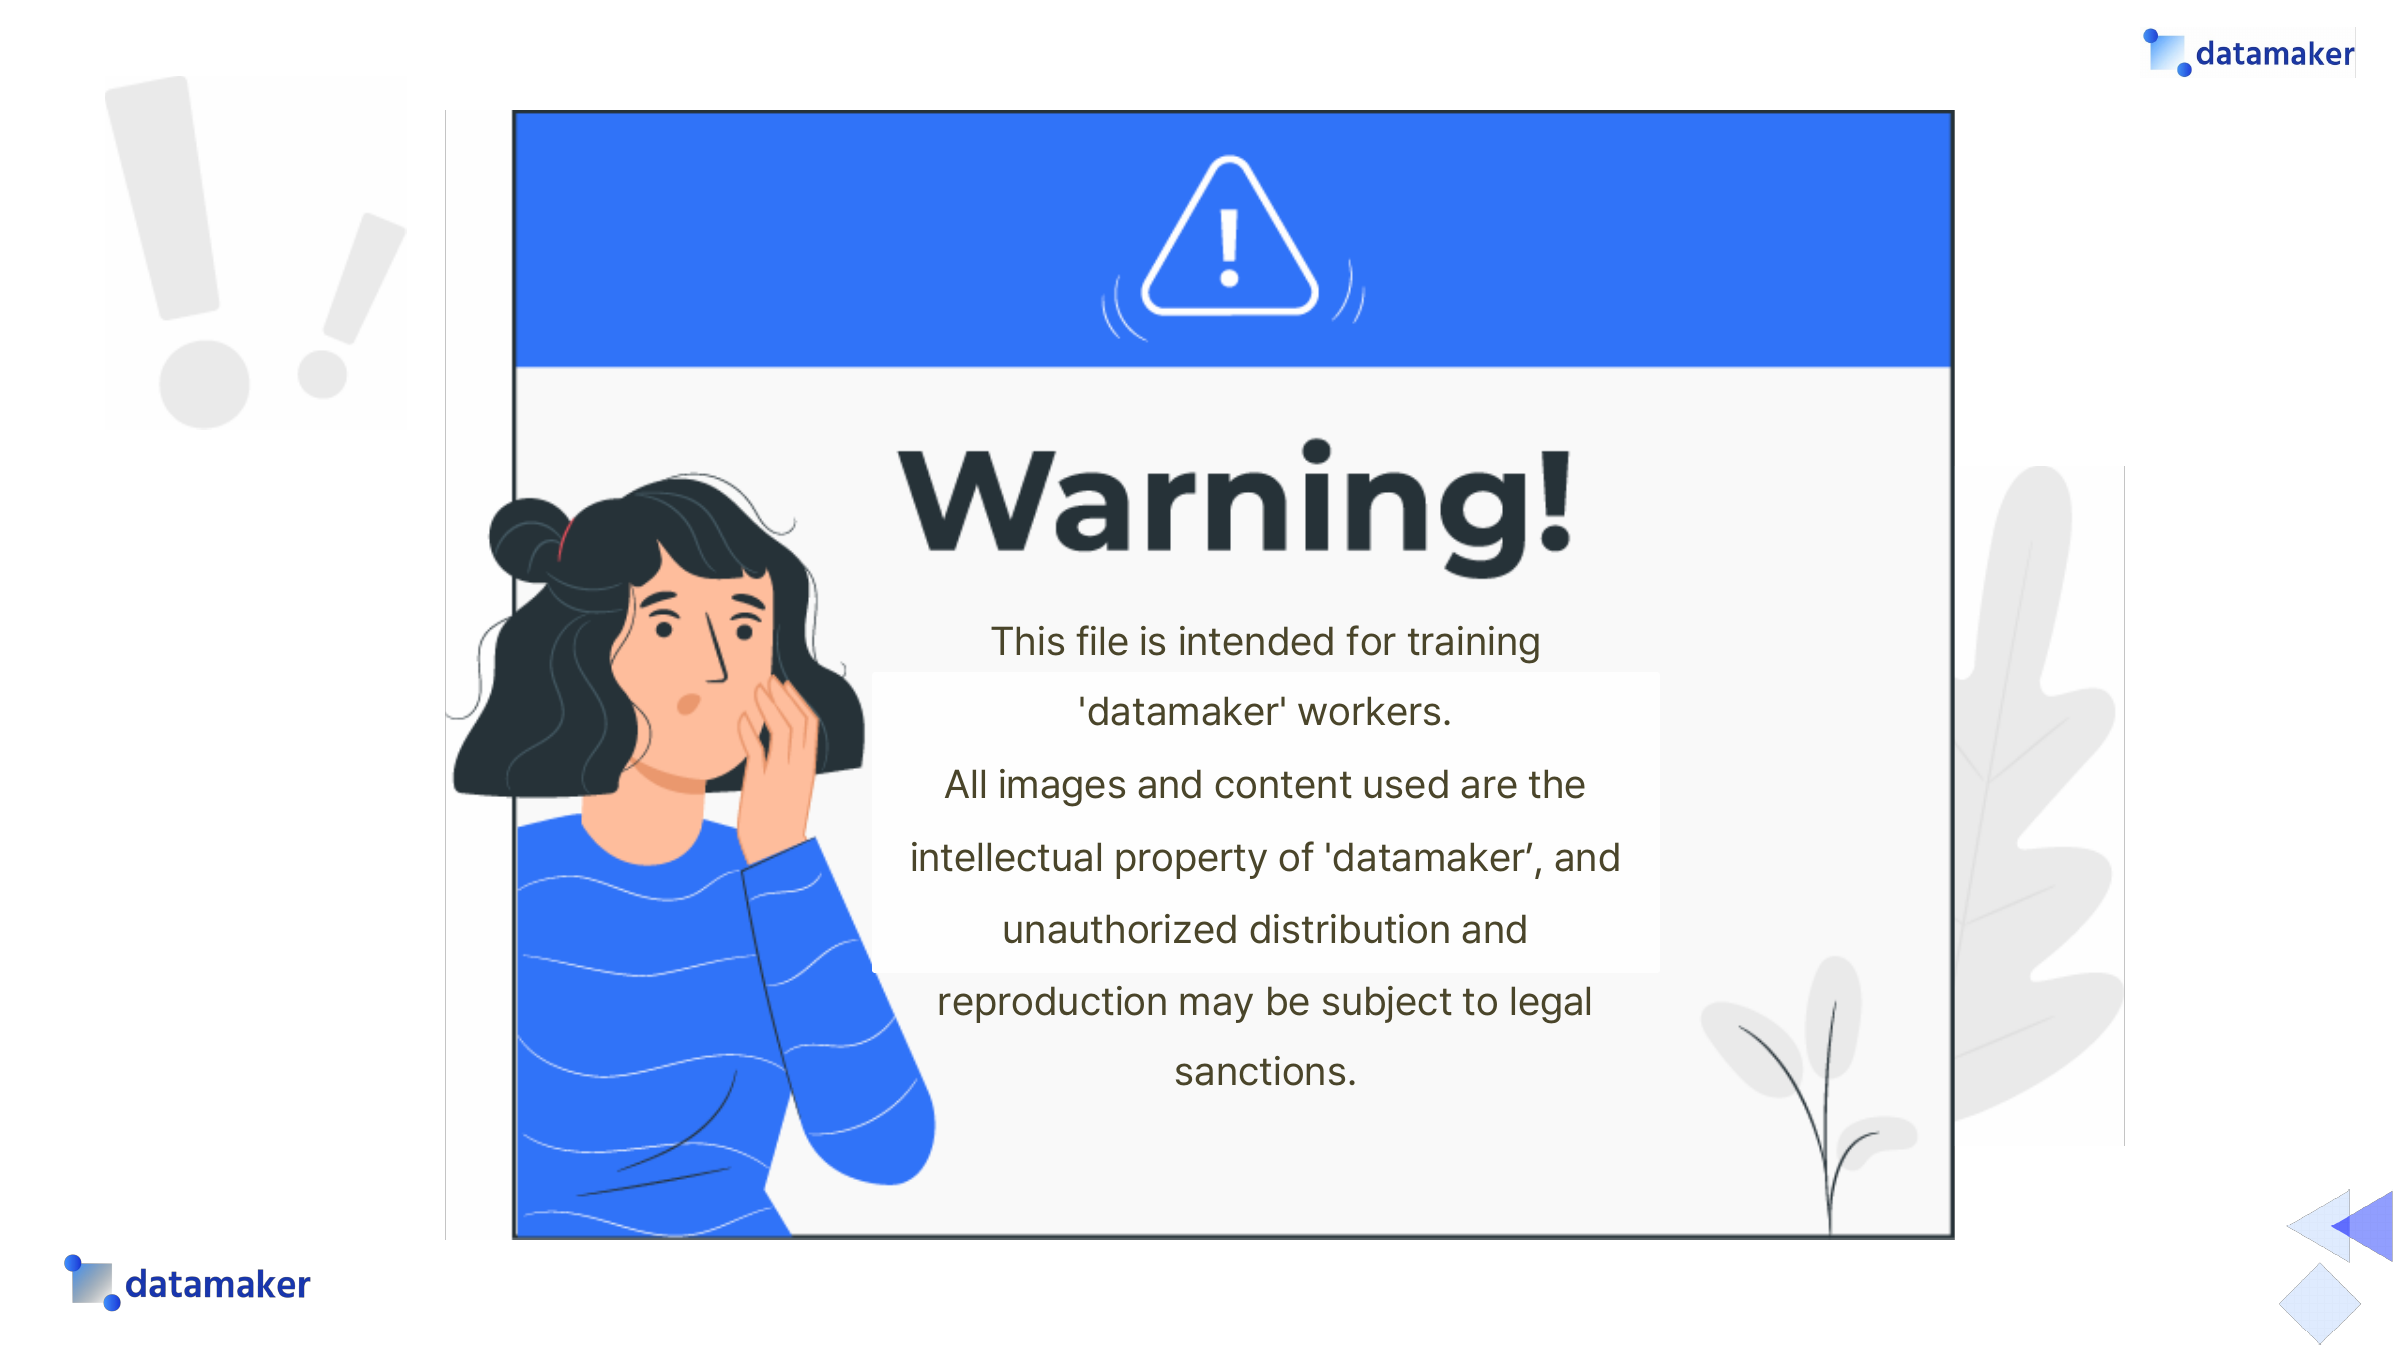 datamaker
!
Warning!
This file is intended for training
'datamaker' workers.
All images and content used are the
intellectual property of 'datamaker’, and
unauthorized distribution and
reproduction may be subject to legal
sanctions.
datamaker